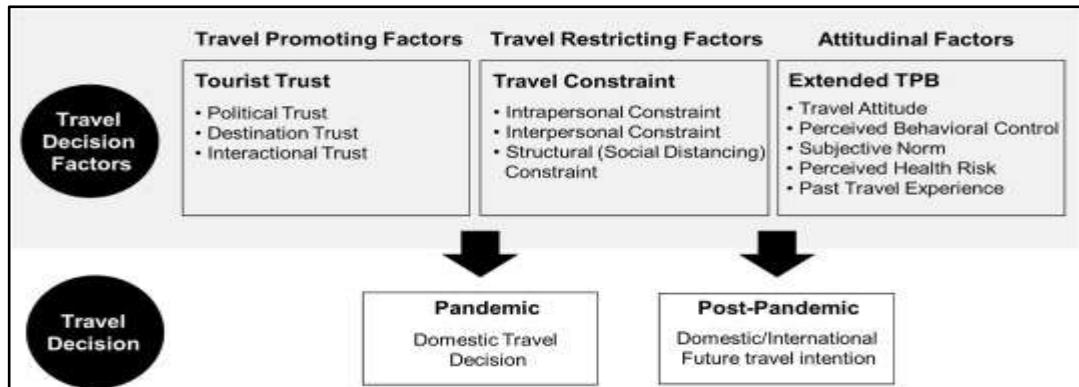 Travel Promoting Factors
Travel Restricting Factors
Attitudinal Factors
Travel
Decision
Factors
Tourist Trust
• Political Trust
• Destination Trust
• Interactional Trust
Travel Constraint
• Intrapersonal Constraint
• Interpersonal Constraint
• Structural (Social Distancing)
Constraint
Extended TPB
• Travel Attitude
• Perceived Behavioral Control
• Subjective Norm
• Perceived Health Risk
• Past Travel Experience
Travel
Decision
Pandemic
Domestic Travel
Decision
Post-Pandemic
Domestic/International
Future travel intention